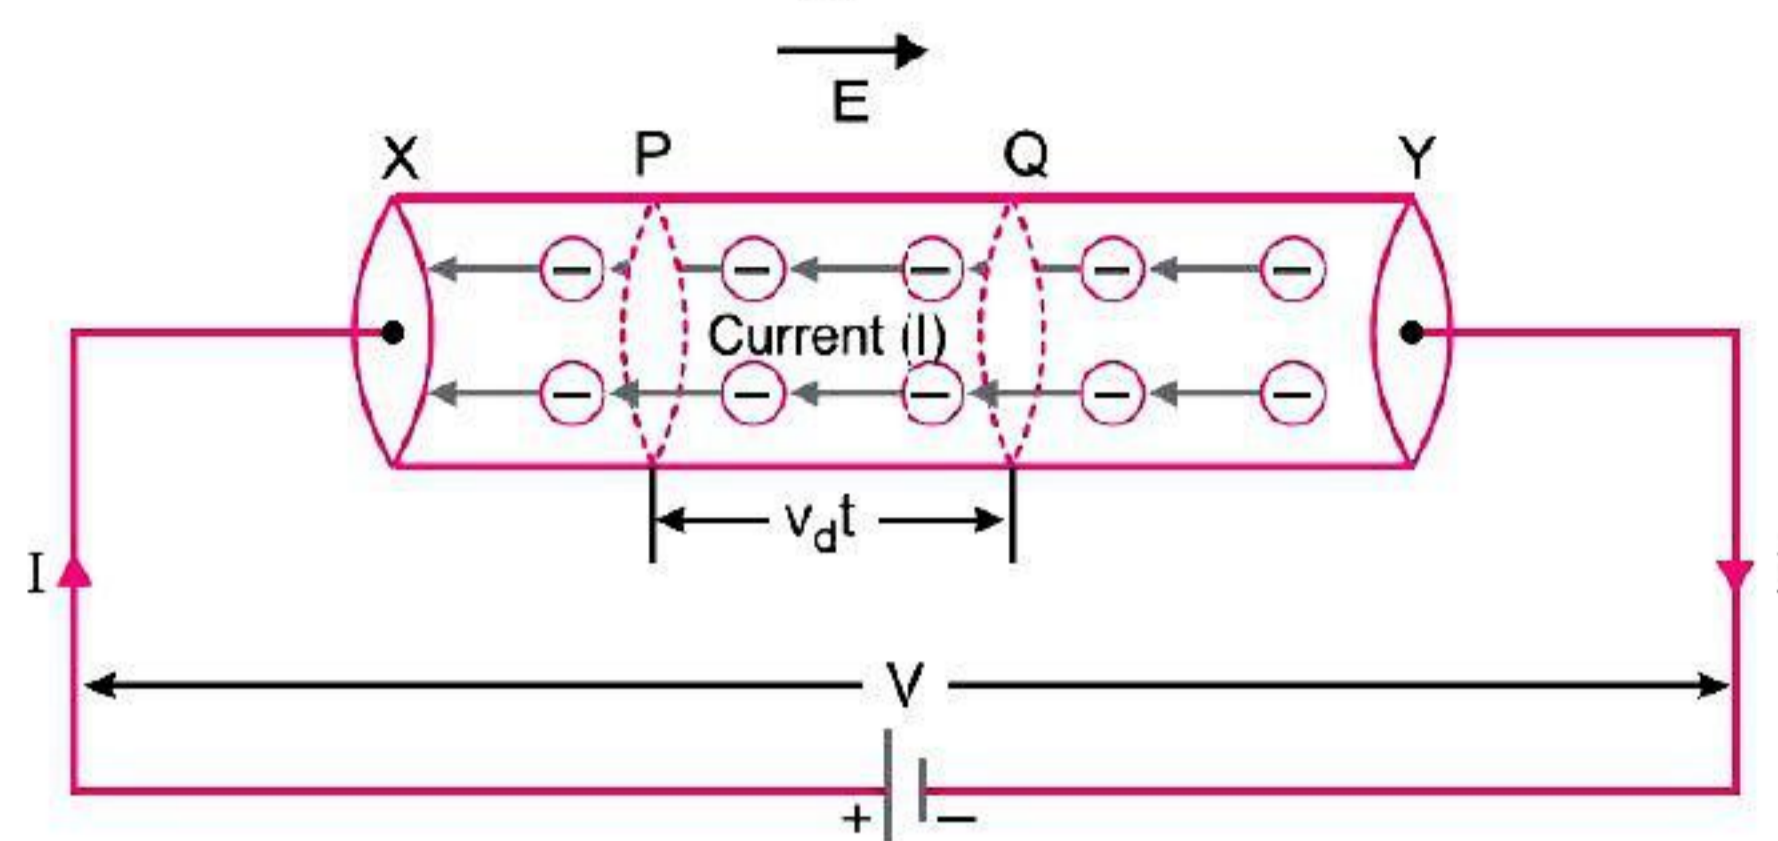 E
X P Q Y
− − − − −
Current (I)
− − − − −
v_d t
I
V
+ −